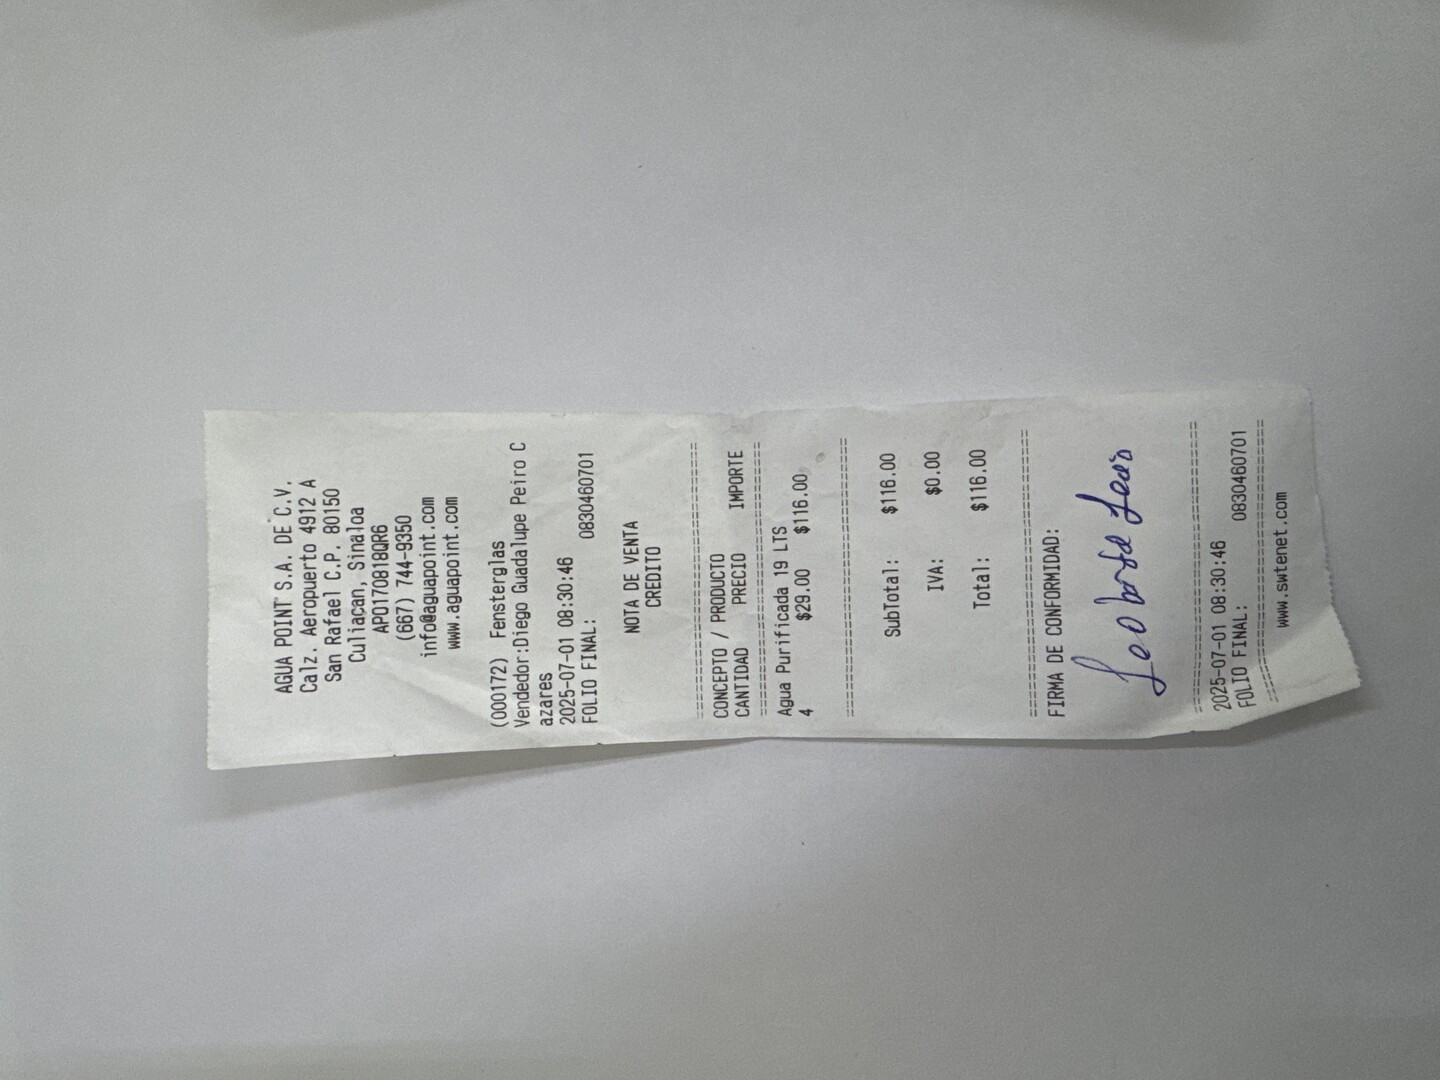 AGUA POINT S.A. DE C.V.
Calz. Aeropuerto 4912 A
San Rafael C.P. 80150
Culiacan, Sinaloa
APO170818QR6
(667) 744-9350
info@aguapoint.com
www.aguapoint.com
(000172) Fensterglas
Vendedor:Diego Guadalupe Peiro C
azares
2025-07-01 08:30:46
FOLIO FINAL: 0830460701
NOTA DE VENTA
CREDITO
================================
CONCEPTO / PRODUCTO
CANTIDAD PRECIO IMPORTE
================================
Agua Purificada 19 LTS
4 $29.00 $116.00
================================
SubTotal: $116.00
IVA: $0.00
Total: $116.00
================================
FIRMA DE CONFORMIDAD:
================================
2025-07-01 08:30:46
FOLIO FINAL: 0830460701
================================
www.swtenet.com